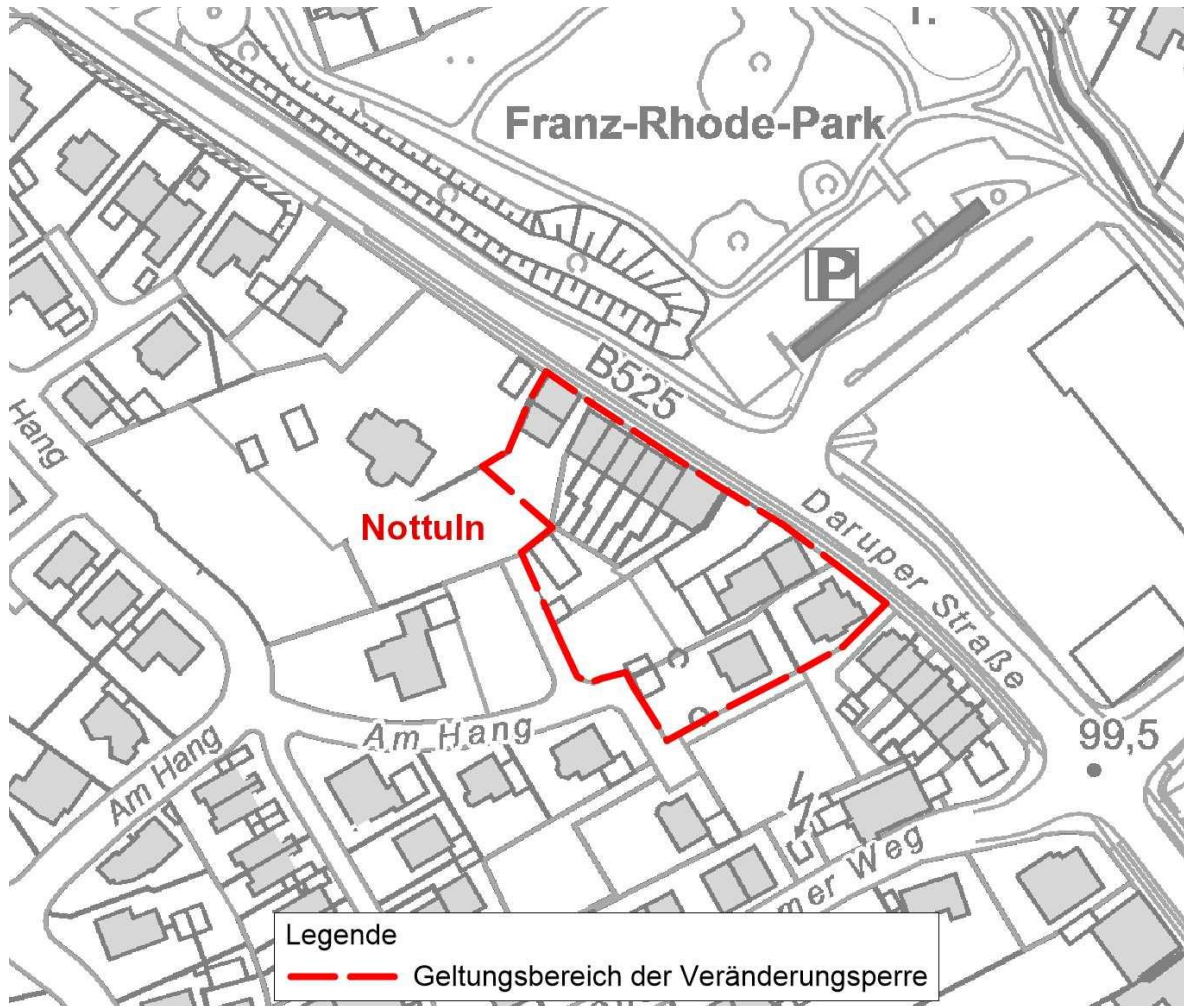 Franz-Rhode-Park
P
B525
Hang
Nottuln
Daruper Straße
Am Hang
99,5
Am Hang
mer Weg
Legende
Geltungsbereich der Veränderungsperre